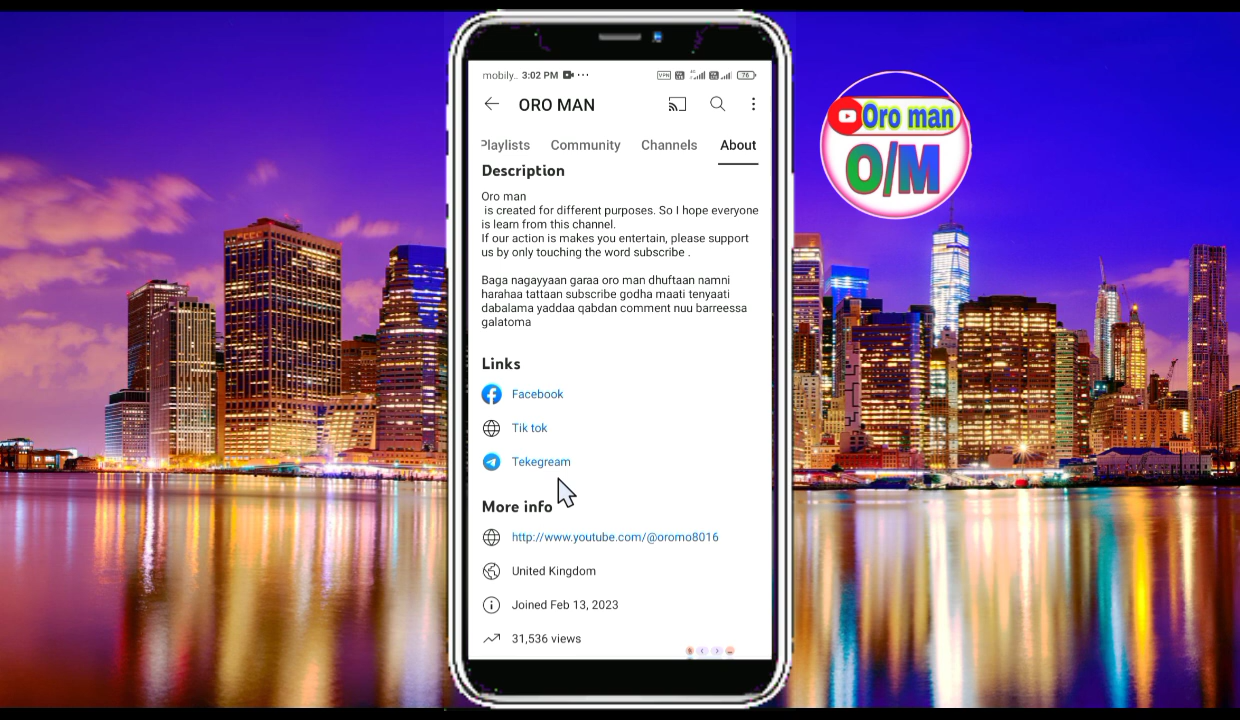 mobily.. 3:02 PM ···
VPN 76
ORO MAN
Playlists Community Channels About
Description
Oro man
is created for different purposes. So I hope everyone
is learn from this channel.
If our action is makes you entertain, please support
us by only touching the word subscribe .
Baga nagayyaan garaa oro man dhuftaan namni
harahaa tattaan subscribe godha maati tenyaati
dabalama yaddaa qabdan comment nuu barreessa
galatoma
Links
Facebook
Tik tok
Tekegream
More info
http://www.youtube.com/@oromo8016
United Kingdom
Joined Feb 13, 2023
31,536 views
Oro man
O/M